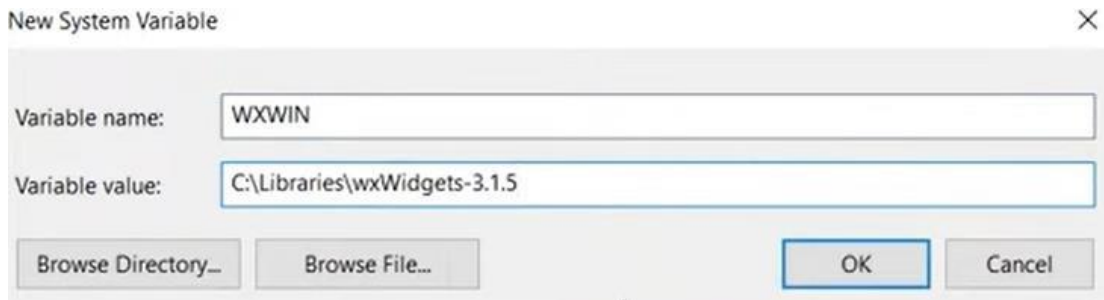 New System Variable
Variable name: WXWIN
Variable value: C:\Libraries\wxWidgets-3.1.5
Browse Directory... Browse File... OK Cancel